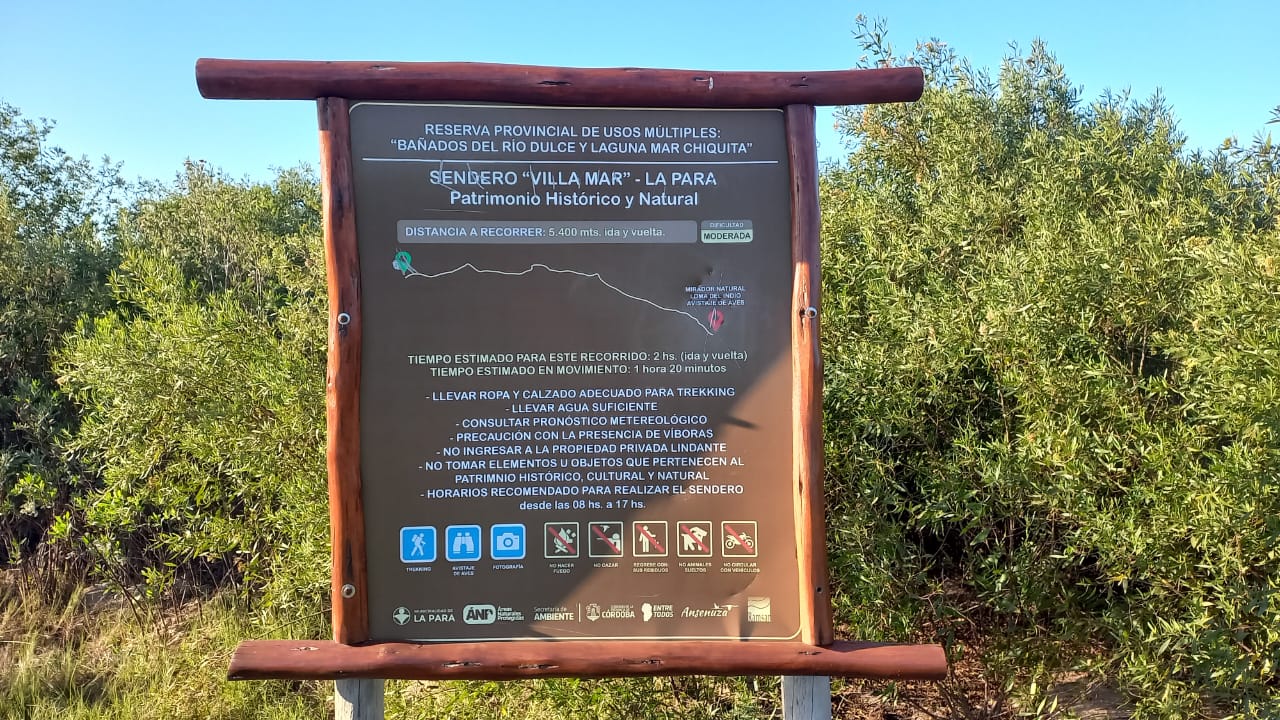 RESERVA PROVINCIAL DE USOS MÚLTIPLES:
“BAÑADOS DEL RÍO DULCE Y LAGUNA MAR CHIQUITA”
SENDERO “VILLA MAR” - LA PARA
Patrimonio Histórico y Natural
DISTANCIA A RECORRER: 5.400 mts. ida y vuelta.
DIFICULTAD
MODERADA
MIRADOR NATURAL
LOMA DEL INDIO
AVISTAJE DE AVES
TIEMPO ESTIMADO PARA ESTE RECORRIDO: 2 hs. (ida y vuelta)
TIEMPO ESTIMADO EN MOVIMIENTO: 1 hora 20 minutos
- LLEVAR ROPA Y CALZADO ADECUADO PARA TREKKING
- LLEVAR AGUA SUFICIENTE
- CONSULTAR PRONÓSTICO METEREOLÓGICO
- PRECAUCIÓN CON LA PRESENCIA DE VÍBORAS
- NO INGRESAR A LA PROPIEDAD PRIVADA LINDANTE
- NO TOMAR ELEMENTOS U OBJETOS QUE PERTENECEN AL
PATRIMNIO HISTÓRICO, CULTURAL Y NATURAL
- HORARIOS RECOMENDADO PARA REALIZAR EL SENDERO
desde las 08 hs. a 17 hs.
TREKKING
AVISTAJE
DE AVES
FOTOGRAFÍA
NO HACER
FUEGO
NO CAZAR
REGRESE CON
SUS RESIDUOS
NO ANIMALES
SUELTOS
NO CIRCULAR
CON VEHÍCULOS
MUNICIPALIDAD DE
LA PARA
ANP
Áreas
Naturales
Protegidas
Secretaría de
AMBIENTE
CÓRDOBA
ENTRE
TODOS
Ansenuza